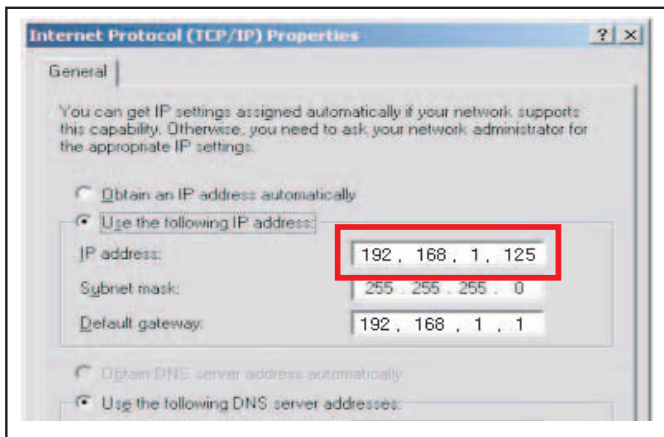 Internet Protocol (TCP/IP) Properties
General
You can get IP settings assigned automatically if your network supports
this capability. Otherwise, you need to ask your network administrator for
the appropriate IP settings.
Obtain an IP address automatically
Use the following IP address:
IP address: 192 . 168 . 1 . 125
Subnet mask: 255 . 255 . 255 . 0
Default gateway: 192 . 168 . 1 . 1
Obtain DNS server address automatically
Use the following DNS server addresses: